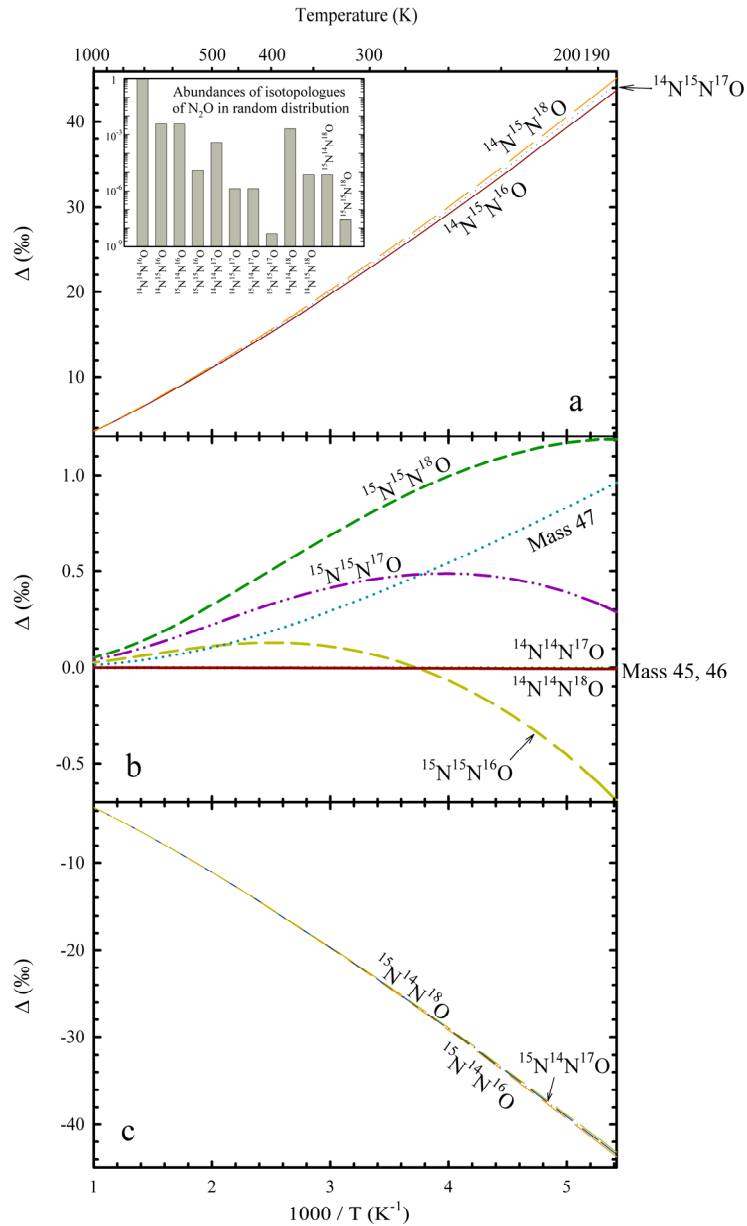 Temperature (K)
1000 500 400 300 200 190
Abundances of isotopologues
of N₂O in random distribution
1
10⁻³
10⁻⁶
10⁻⁹
¹⁴N¹⁴N¹⁶O
¹⁴N¹⁵N¹⁶O
¹⁵N¹⁴N¹⁶O
¹⁵N¹⁵N¹⁶O
¹⁴N¹⁴N¹⁷O
¹⁴N¹⁵N¹⁷O
¹⁵N¹⁴N¹⁷O
¹⁵N¹⁵N¹⁷O
¹⁴N¹⁴N¹⁸O
¹⁴N¹⁵N¹⁸O
¹⁵N¹⁴N¹⁸O
¹⁵N¹⁵N¹⁸O
¹⁴N¹⁵N¹⁷O
¹⁴N¹⁵N¹⁸O
¹⁴N¹⁵N¹⁶O
40
30
20
10
Δ (‰)
a
¹⁵N¹⁵N¹⁸O
Mass 47
¹⁵N¹⁵N¹⁷O
¹⁴N¹⁴N¹⁷O
Mass 45, 46
¹⁴N¹⁴N¹⁸O
¹⁵N¹⁵N¹⁶O
1.0
0.5
0.0
-0.5
Δ (‰)
b
¹⁵N¹⁴N¹⁸O
¹⁵N¹⁴N¹⁷O
¹⁵N¹⁴N¹⁶O
-10
-20
-30
-40
Δ (‰)
c
1 2 3 4 5
1000 / T (K⁻¹)